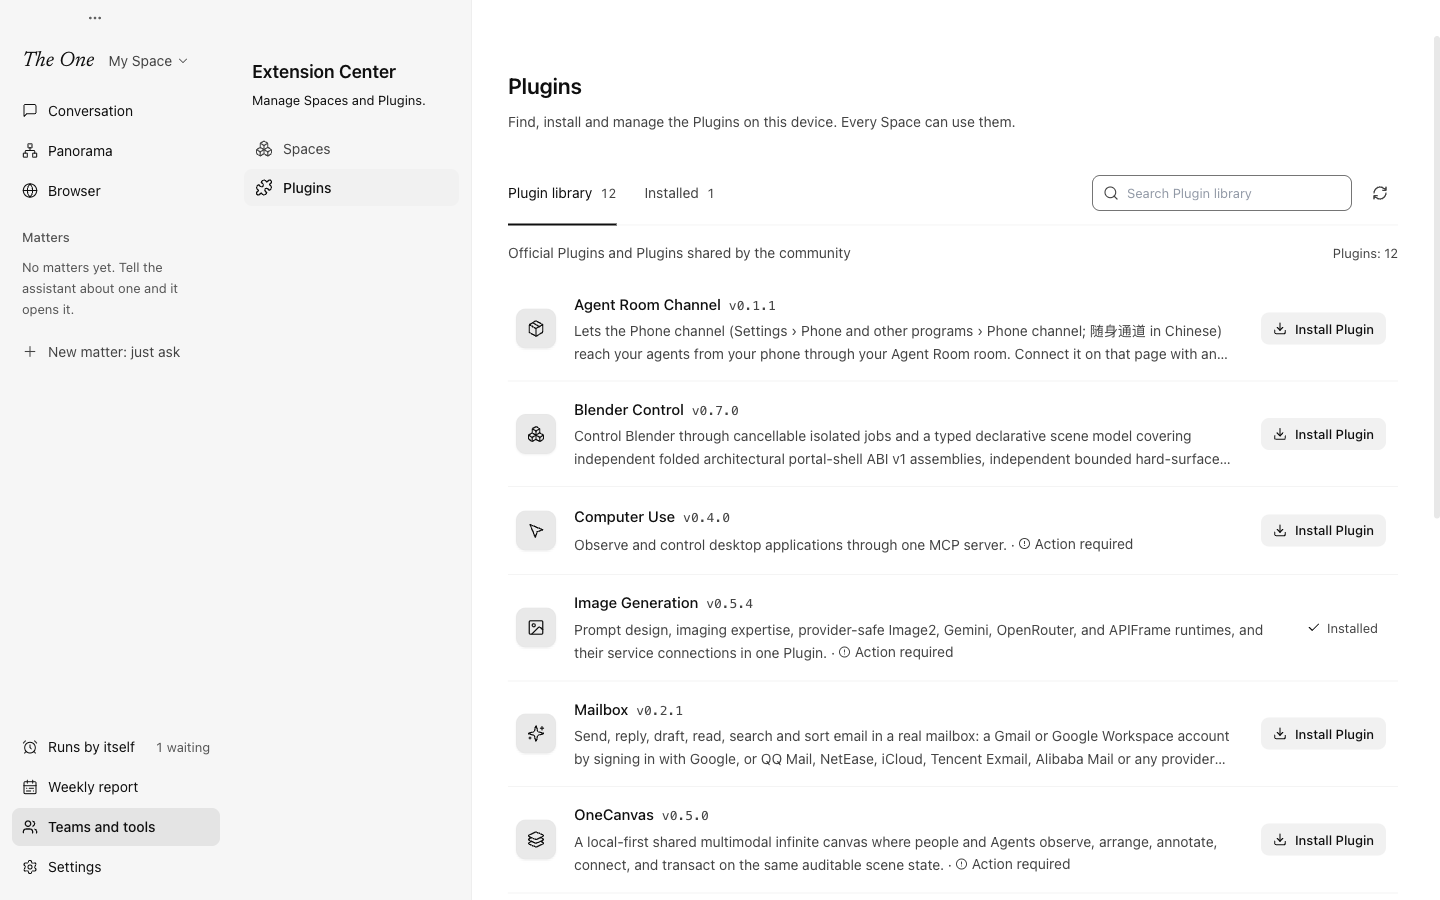 The One My Space
Conversation
Panorama
Browser
Matters
No matters yet. Tell the
assistant about one and it
opens it.
New matter: just ask
Runs by itself 1 waiting
Weekly report
Teams and tools
Settings
Extension Center
Manage Spaces and Plugins.
Spaces
Plugins
Plugins
Find, install and manage the Plugins on this device. Every Space can use them.
Plugin library 12 Installed 1
Search Plugin library
Official Plugins and Plugins shared by the community
Plugins: 12
Agent Room Channel v0.1.1
Lets the Phone channel (Settings › Phone and other programs › Phone channel; 随身通道 in Chinese)
reach your agents from your phone through your Agent Room room. Connect it on that page with an…
Install Plugin
Blender Control v0.7.0
Control Blender through cancellable isolated jobs and a typed declarative scene model covering
independent folded architectural portal-shell ABI v1 assemblies, independent bounded hard-surface…
Install Plugin
Computer Use v0.4.0
Observe and control desktop applications through one MCP server. · Action required
Install Plugin
Image Generation v0.5.4
Prompt design, imaging expertise, provider-safe Image2, Gemini, OpenRouter, and APIFrame runtimes, and
their service connections in one Plugin. · Action required
Installed
Mailbox v0.2.1
Send, reply, draft, read, search and sort email in a real mailbox: a Gmail or Google Workspace account
by signing in with Google, or QQ Mail, NetEase, iCloud, Tencent Exmail, Alibaba Mail or any provider…
Install Plugin
OneCanvas v0.5.0
A local-first shared multimodal infinite canvas where people and Agents observe, arrange, annotate,
connect, and transact on the same auditable scene state. · Action required
Install Plugin